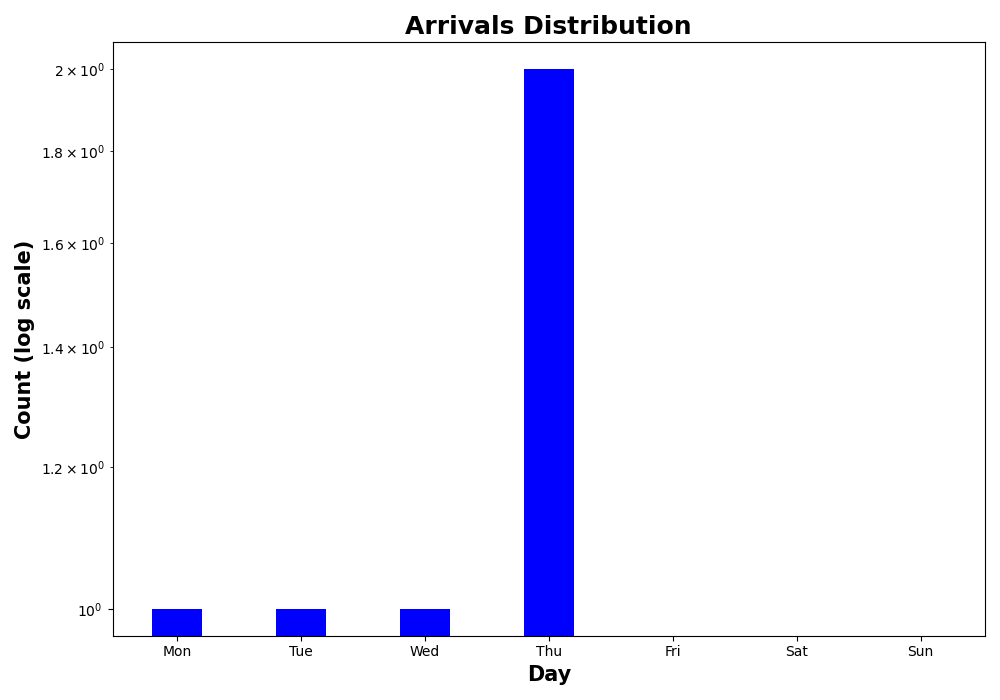 Arrivals Distribution
Count (log scale)
2 × 10⁰
1.8 × 10⁰
1.6 × 10⁰
1.4 × 10⁰
1.2 × 10⁰
10⁰
Mon Tue Wed Thu Fri Sat Sun
Day